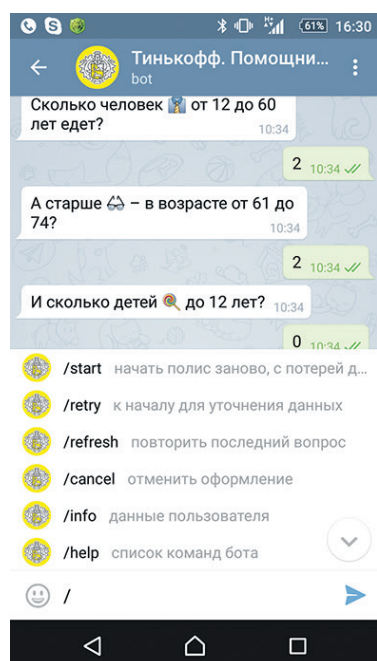 61% 16:30
Тинькофф. Помощни...
bot
Сколько человек от 12 до 60
лет едет?
10:34
2 10:34
А старше – в возрасте от 61 до
74?
10:34
2 10:34
И сколько детей до 12 лет? 10:34
0 10:34
/start начать полис заново, с потерей д...
/retry к началу для уточнения данных
/refresh повторить последний вопрос
/cancel отменить оформление
/info данные пользователя
/help список команд бота
/